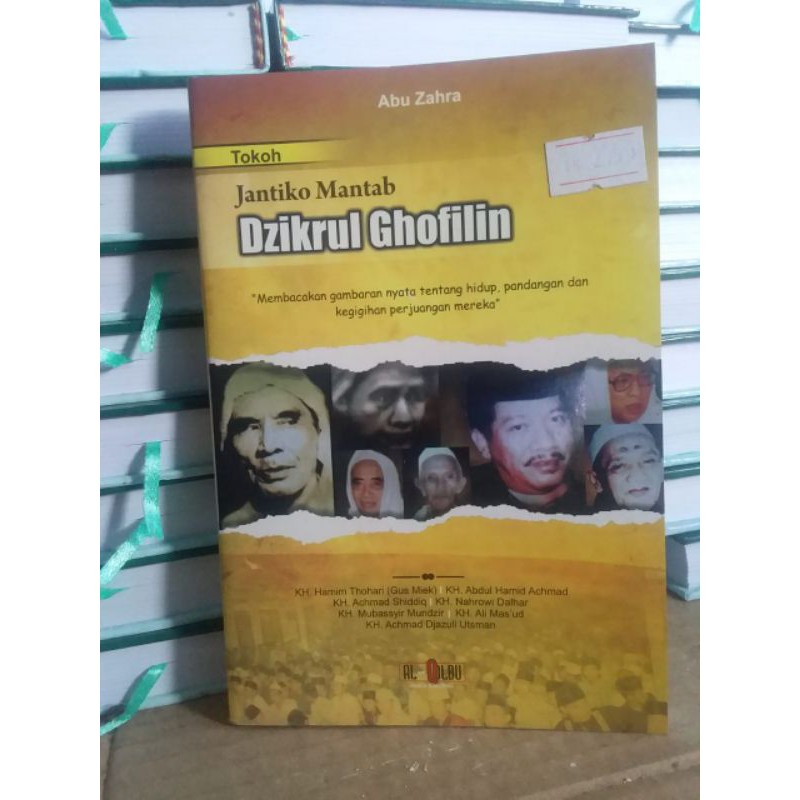 Abu Zahra
Tokoh
Jantiko Mantab
Dzikrul Ghofilin
"Membacakan gambaran nyata tentang hidup, pandangan dan
kegigihan perjuangan mereka"
KH. Hamim Thohari (Gus Miek) | KH. Abdul Hamid Achmad
KH. Achmad Shiddiq | KH. Nahrowi Dalhar
KH. Mubassyir Mundzir | KH. Ali Mas'ud
KH. Achmad Djazuli Utsman